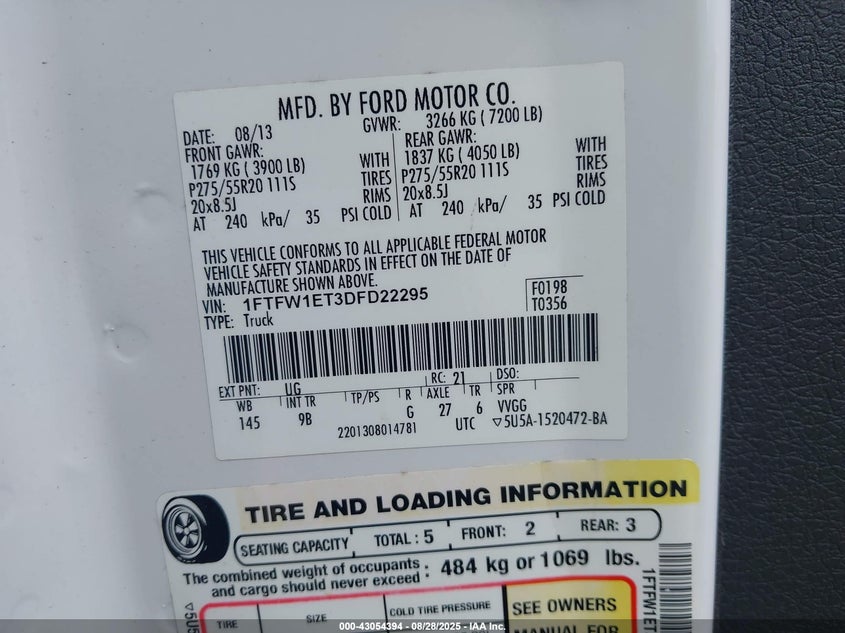 MFD. BY FORD MOTOR CO.
DATE: 08/13 GVWR: 3266 KG ( 7200 LB)
FRONT GAWR: REAR GAWR:
1769 KG ( 3900 LB) WITH 1837 KG ( 4050 LB) WITH
P275/55R20 111S TIRES P275/55R20 111S TIRES
20x8.5J RIMS 20x8.5J RIMS
AT 240 kPa/ 35 PSI COLD AT 240 kPa/ 35 PSI COLD
THIS VEHICLE CONFORMS TO ALL APPLICABLE FEDERAL MOTOR
VEHICLE SAFETY STANDARDS IN EFFECT ON THE DATE OF
MANUFACTURE SHOWN ABOVE.
VIN: 1FTFW1ET3DFD22295 F0198
TYPE: Truck T0356
EXT PNT: UG RC: 21 DSO:
WB INT TR TP/PS R AXLE TR SPR
145 9B G 27 6 VVGG
2201308014781 UTC ▽5U5A-1520472-BA
TIRE AND LOADING INFORMATION
SEATING CAPACITY TOTAL : 5 FRONT: 2 REAR: 3
The combined weight of occupants
and cargo should never exceed : 484 kg or 1069 lbs.
TIRE SIZE COLD TIRE PRESSURE SEE OWNERS
MANUAL FOR
▽5U5
1FTFW1ET
000-43054394 - 08/28/2025 - IAA Inc.